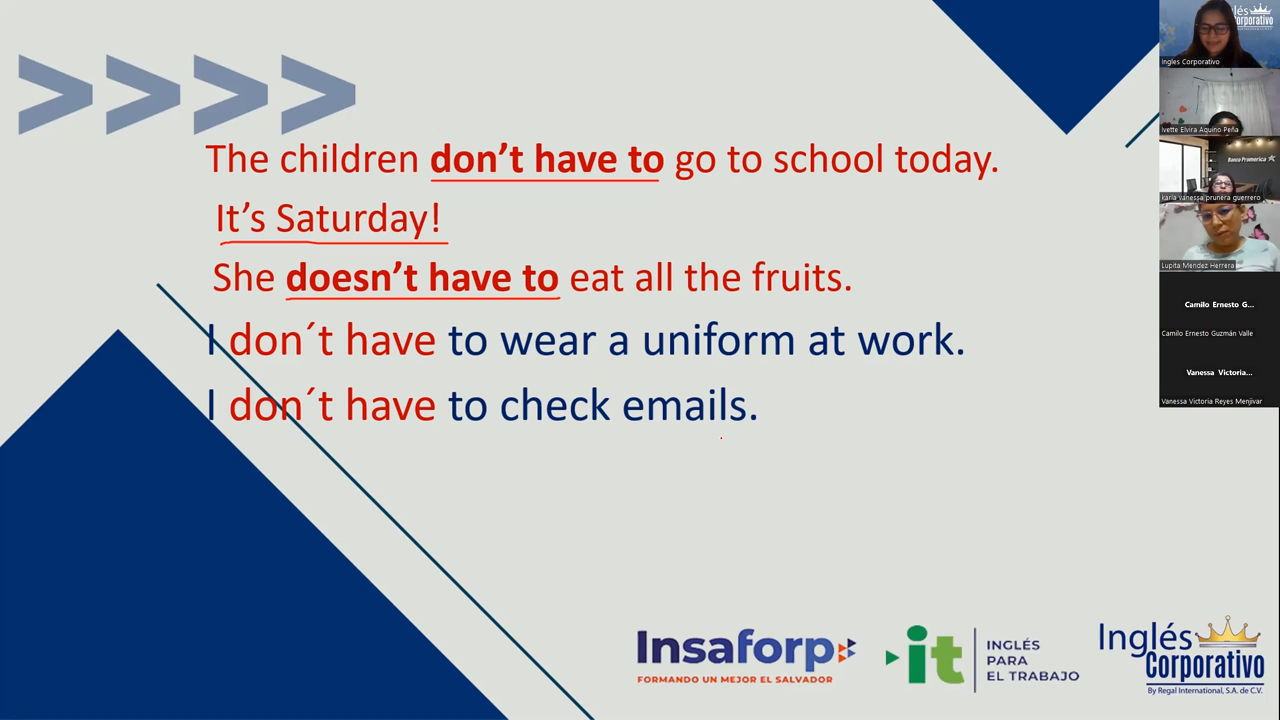 >>>>
The children don't have to go to school today.
It's Saturday!
She doesn't have to eat all the fruits.
I don´t have to wear a uniform at work.
I don´t have to check emails.
Insaforp
FORMANDO UN MEJOR EL SALVADOR
it
INGLÉS
PARA
EL TRABAJO
Inglés
Corporativo
By Regal International, S.A. de C.V.
lés
orporativo
Ingles Corporativo
Ivette Elvira Aquino Peña
Banco Promerica
karla vanessa prunera guerrero
Lupita Mendez Herrera
Camilo Ernesto G...
Camilo Ernesto Guzmán Valle
Vanessa Victoria...
Vanessa Victoria Reyes Menjivar